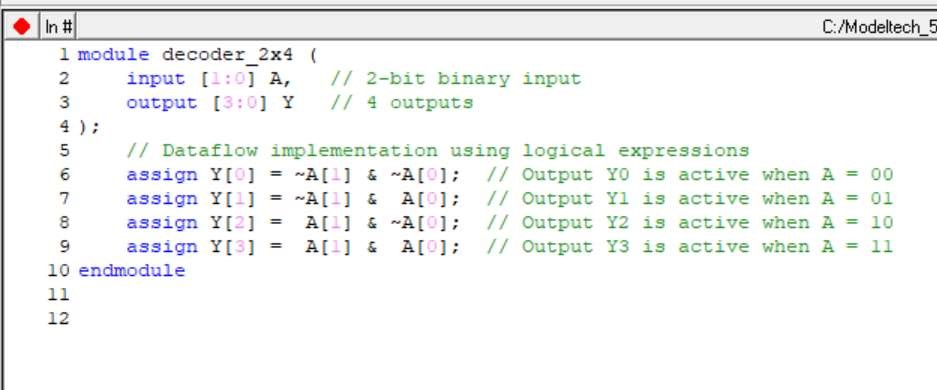 In # C:/Modeltech_5
1 module decoder_2x4 (
2     input [1:0] A,   // 2-bit binary input
3     output [3:0] Y   // 4 outputs
4 );
5     // Dataflow implementation using logical expressions
6     assign Y[0] = ~A[1] & ~A[0];  // Output Y0 is active when A = 00
7     assign Y[1] = ~A[1] &  A[0];  // Output Y1 is active when A = 01
8     assign Y[2] =  A[1] & ~A[0];  // Output Y2 is active when A = 10
9     assign Y[3] =  A[1] &  A[0];  // Output Y3 is active when A = 11
10 endmodule
11
12